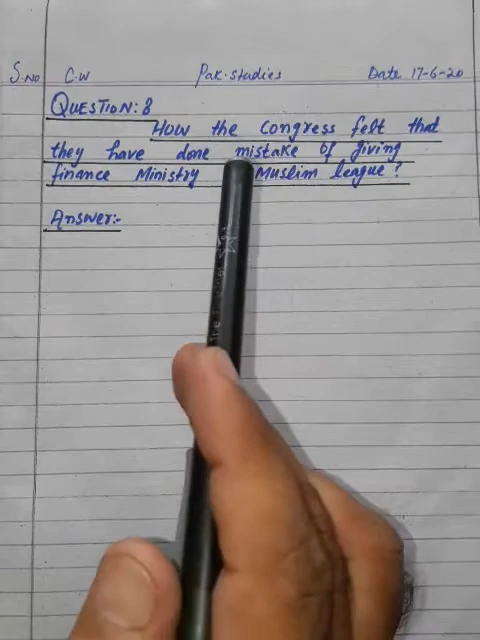 S.No C.W Pak.studies Date 17-6-20
QUESTION: 8
How the Congress felt that
they have done mistake of giving
finance Ministry Muslim league?
Answer:-